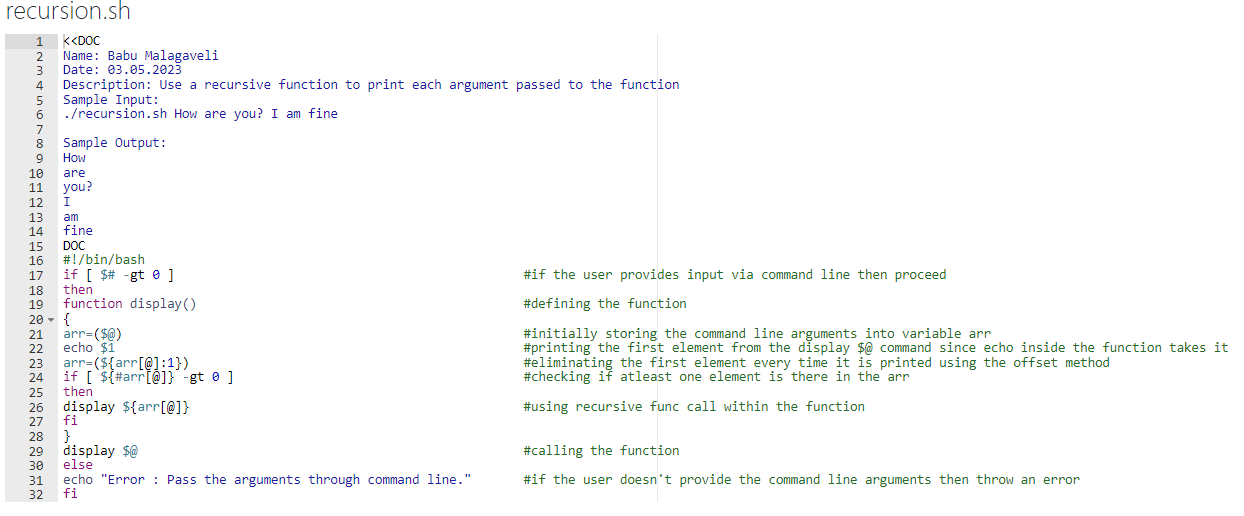 recursion.sh
1 <<DOC
2 Name: Babu Malagaveli
3 Date: 03.05.2023
4 Description: Use a recursive function to print each argument passed to the function
5 Sample Input:
6 ./recursion.sh How are you? I am fine
7
8 Sample Output:
9 How
10 are
11 you?
12 I
13 am
14 fine
15 DOC
16 #!/bin/bash
17 if [ $# -gt 0 ] #if the user provides input via command line then proceed
18 then
19 function display() #defining the function
20 {
21 arr=($@) #initially storing the command line arguments into variable arr
22 echo $1 #printing the first element from the display $@ command since echo inside the function takes it
23 arr=(${arr[@]:1}) #eliminating the first element every time it is printed using the offset method
24 if [ ${#arr[@]} -gt 0 ] #checking if atleast one element is there in the arr
25 then
26 display ${arr[@]} #using recursive func call within the function
27 fi
28 }
29 display $@ #calling the function
30 else
31 echo "Error : Pass the arguments through command line." #if the user doesn't provide the command line arguments then throw an error
32 fi